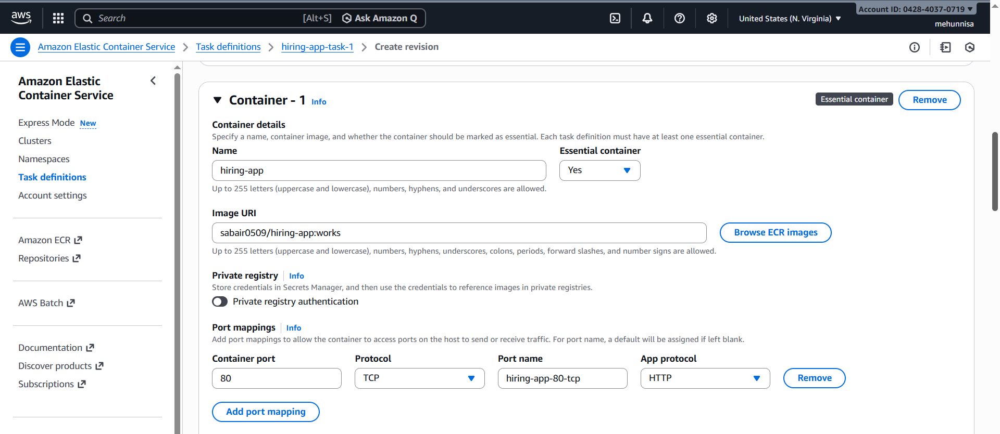 aws
Search [Alt+S] Ask Amazon Q
United States (N. Virginia)
Account ID: 0428-4037-0719
mehunnisa
Amazon Elastic Container Service Task definitions hiring-app-task-1 Create revision
Amazon Elastic
Container Service
Express Mode New
Clusters
Namespaces
Task definitions
Account settings
Amazon ECR
Repositories
AWS Batch
Documentation
Discover products
Subscriptions
Container - 1 Info
Essential container Remove
Container details
Specify a name, container image, and whether the container should be marked as essential. Each task definition must have at least one essential container.
Name Essential container
hiring-app Yes
Up to 255 letters (uppercase and lowercase), numbers, hyphens, and underscores are allowed.
Image URI
sabair0509/hiring-app:works Browse ECR images
Up to 255 letters (uppercase and lowercase), numbers, hyphens, underscores, colons, periods, forward slashes, and number signs are allowed.
Private registry Info
Store credentials in Secrets Manager, and then use the credentials to reference images in private registries.
Private registry authentication
Port mappings Info
Add port mappings to allow the container to access ports on the host to send or receive traffic. For port name, a default will be assigned if left blank.
Container port Protocol Port name App protocol
80 TCP hiring-app-80-tcp HTTP Remove
Add port mapping